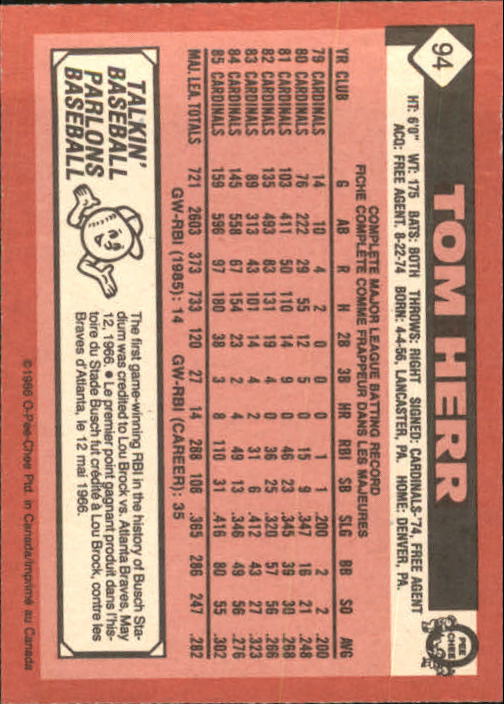 94
TOM HERR
O PEE CHEE
HT: 6'0" WT: 175 BATS: BOTH THROWS: RIGHT SIGNED: CARDINALS-'74, FREE AGENT
ACQ: FREE AGENT, 8-22-74 BORN: 4-4-56, LANCASTER, PA. HOME: DENVER, PA.
COMPLETE MAJOR LEAGUE BATTING RECORD
FICHE COMPLETE COMME FRAPPEUR DANS LES MAJEURES
YR CLUB G AB R H 2B 3B HR RBI SB SLG BB SO AVG
79 CARDINALS 14 10 4 2 0 0 0 1 1 .200 2 2 .200
80 CARDINALS 76 222 29 55 12 5 0 15 9 .347 16 21 .248
81 CARDINALS 103 411 50 110 14 9 0 46 23 .345 39 30 .268
82 CARDINALS 135 493 83 131 19 4 0 36 25 .320 57 56 .266
83 CARDINALS 89 313 43 101 14 4 2 31 6 .412 43 27 .323
84 CARDINALS 145 558 67 154 23 2 4 49 13 .346 49 56 .276
85 CARDINALS 159 596 97 180 38 3 8 110 31 .416 80 55 .302
MAJ. LEA. TOTALS 721 2603 373 733 120 27 14 288 108 .365 286 247 .282
GW-RBI (1985): 14 GW-RBI (CAREER): 35
TALKIN'
BASEBALL
PARLONS
BASEBALL
The first game-winning RBI in the history of Busch Sta-
dium was credited to Lou Brock vs. Atlanta Braves, May
12, 1966. • Le premier point gagnant produit dans l'his-
toire du Stade Busch fut crédité à Lou Brock, contre les
Braves d'Atlanta, le 12 mai 1966.
©1986 O-Pee-Chee Ptd. in Canada/Imprimé au Canada